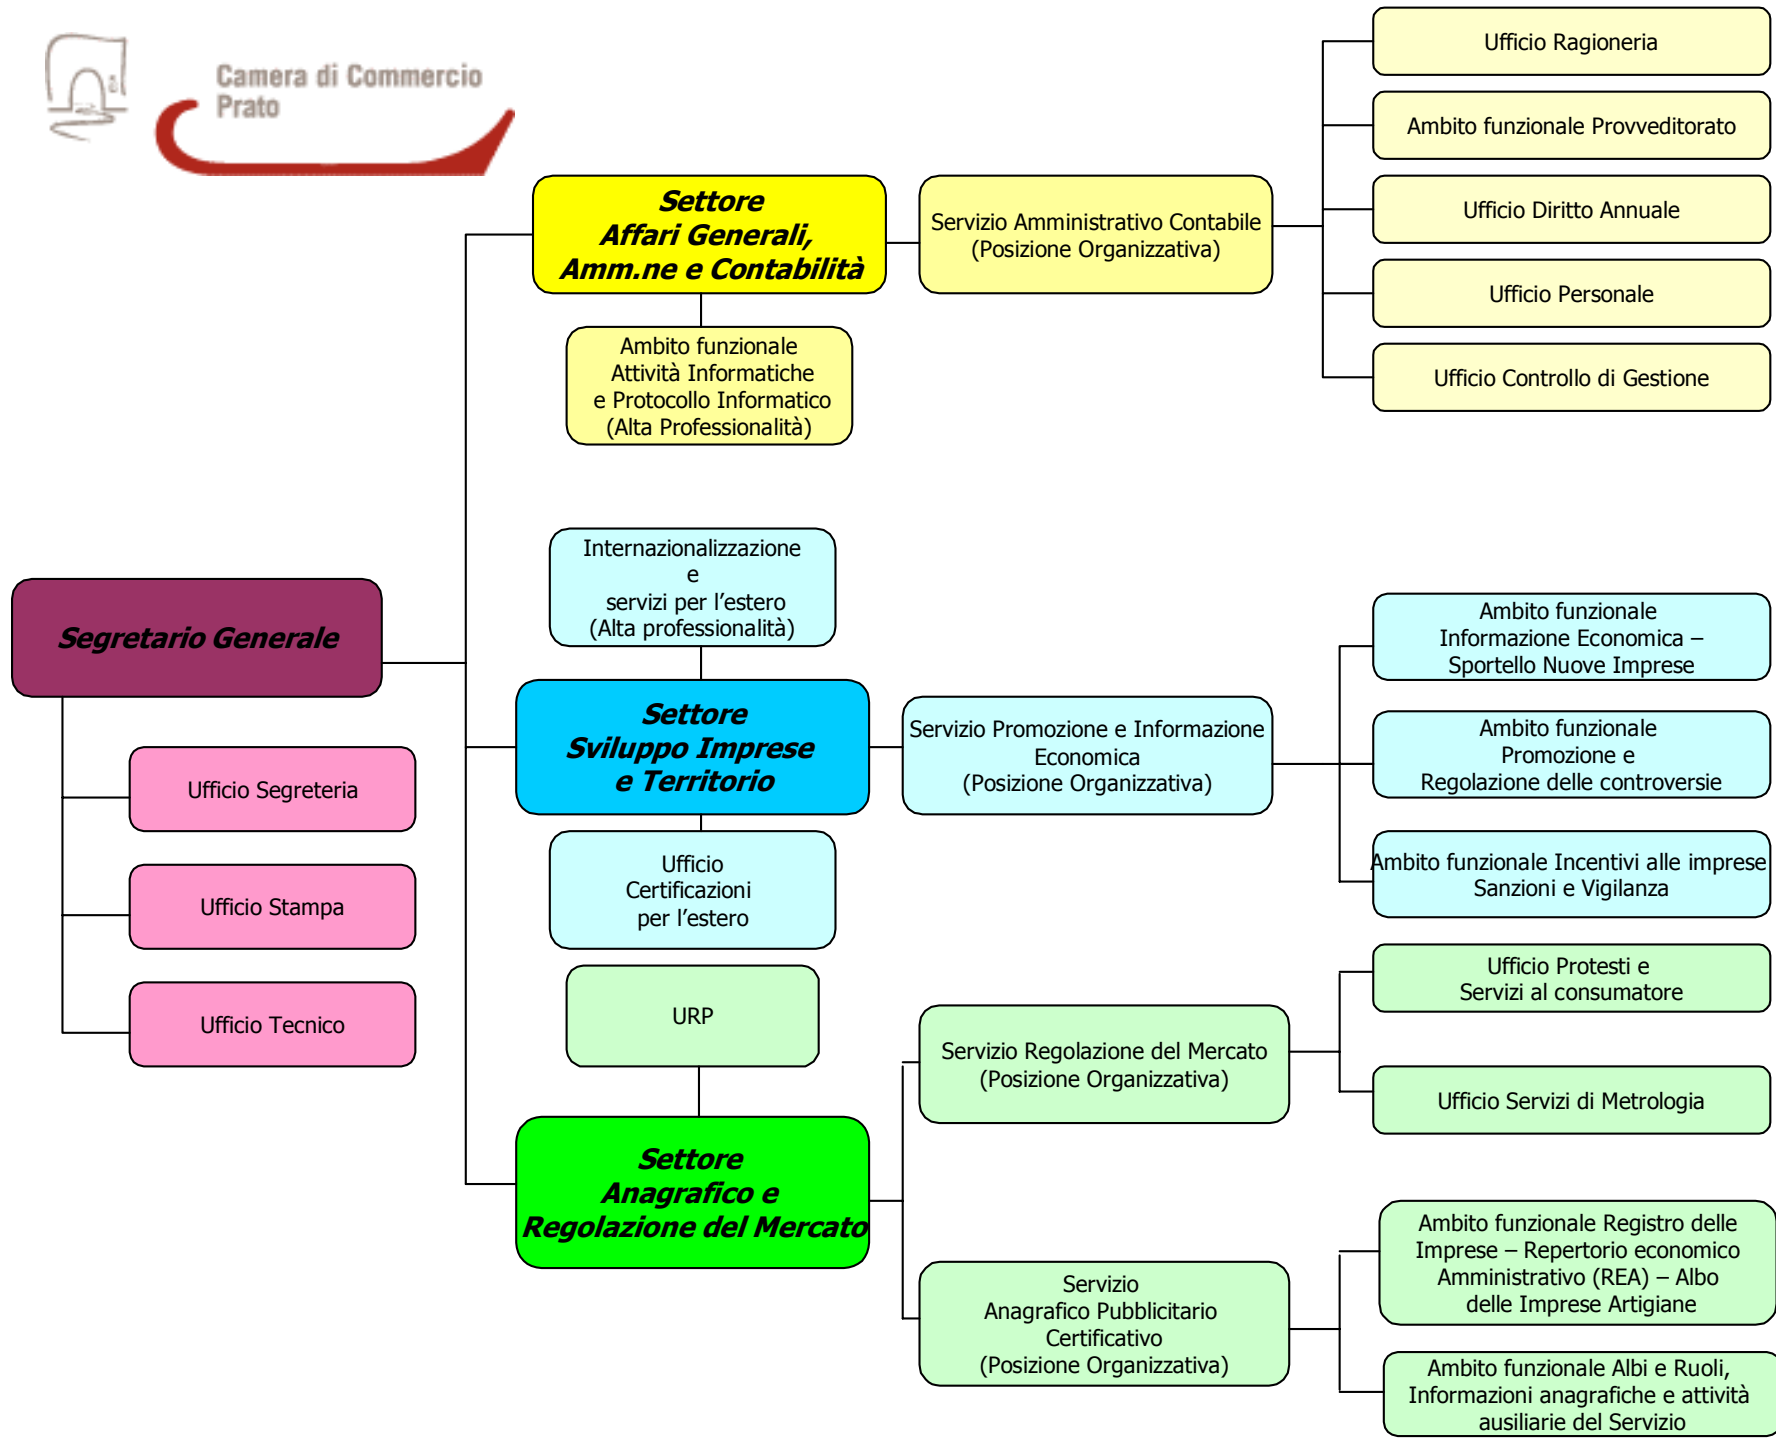 Camera di Commercio
Prato
Settore
Affari Generali,
Amm.ne e Contabilità
Ambito funzionale
Attività Informatiche
e Protocollo Informatico
(Alta Professionalità)
Servizio Amministrativo Contabile
(Posizione Organizzativa)
Ufficio Ragioneria
Ambito funzionale Provveditorato
Ufficio Diritto Annuale
Ufficio Personale
Ufficio Controllo di Gestione
Segretario Generale
Ufficio Segreteria
Ufficio Stampa
Ufficio Tecnico
Internazionalizzazione
e
servizi per l’estero
(Alta professionalità)
Settore
Sviluppo Imprese
e Territorio
Ufficio
Certificazioni
per l’estero
Servizio Promozione e Informazione
Economica
(Posizione Organizzativa)
Ambito funzionale
Informazione Economica –
Sportello Nuove Imprese
Ambito funzionale
Promozione e
Regolazione delle controversie
Ambito funzionale Incentivi alle imprese
Sanzioni e Vigilanza
URP
Settore
Anagrafico e
Regolazione del Mercato
Servizio Regolazione del Mercato
(Posizione Organizzativa)
Ufficio Protesti e
Servizi al consumatore
Ufficio Servizi di Metrologia
Servizio
Anagrafico Pubblicitario
Certificativo
(Posizione Organizzativa)
Ambito funzionale Registro delle
Imprese – Repertorio economico
Amministrativo (REA) – Albo
delle Imprese Artigiane
Ambito funzionale Albi e Ruoli,
Informazioni anagrafiche e attività
ausiliarie del Servizio